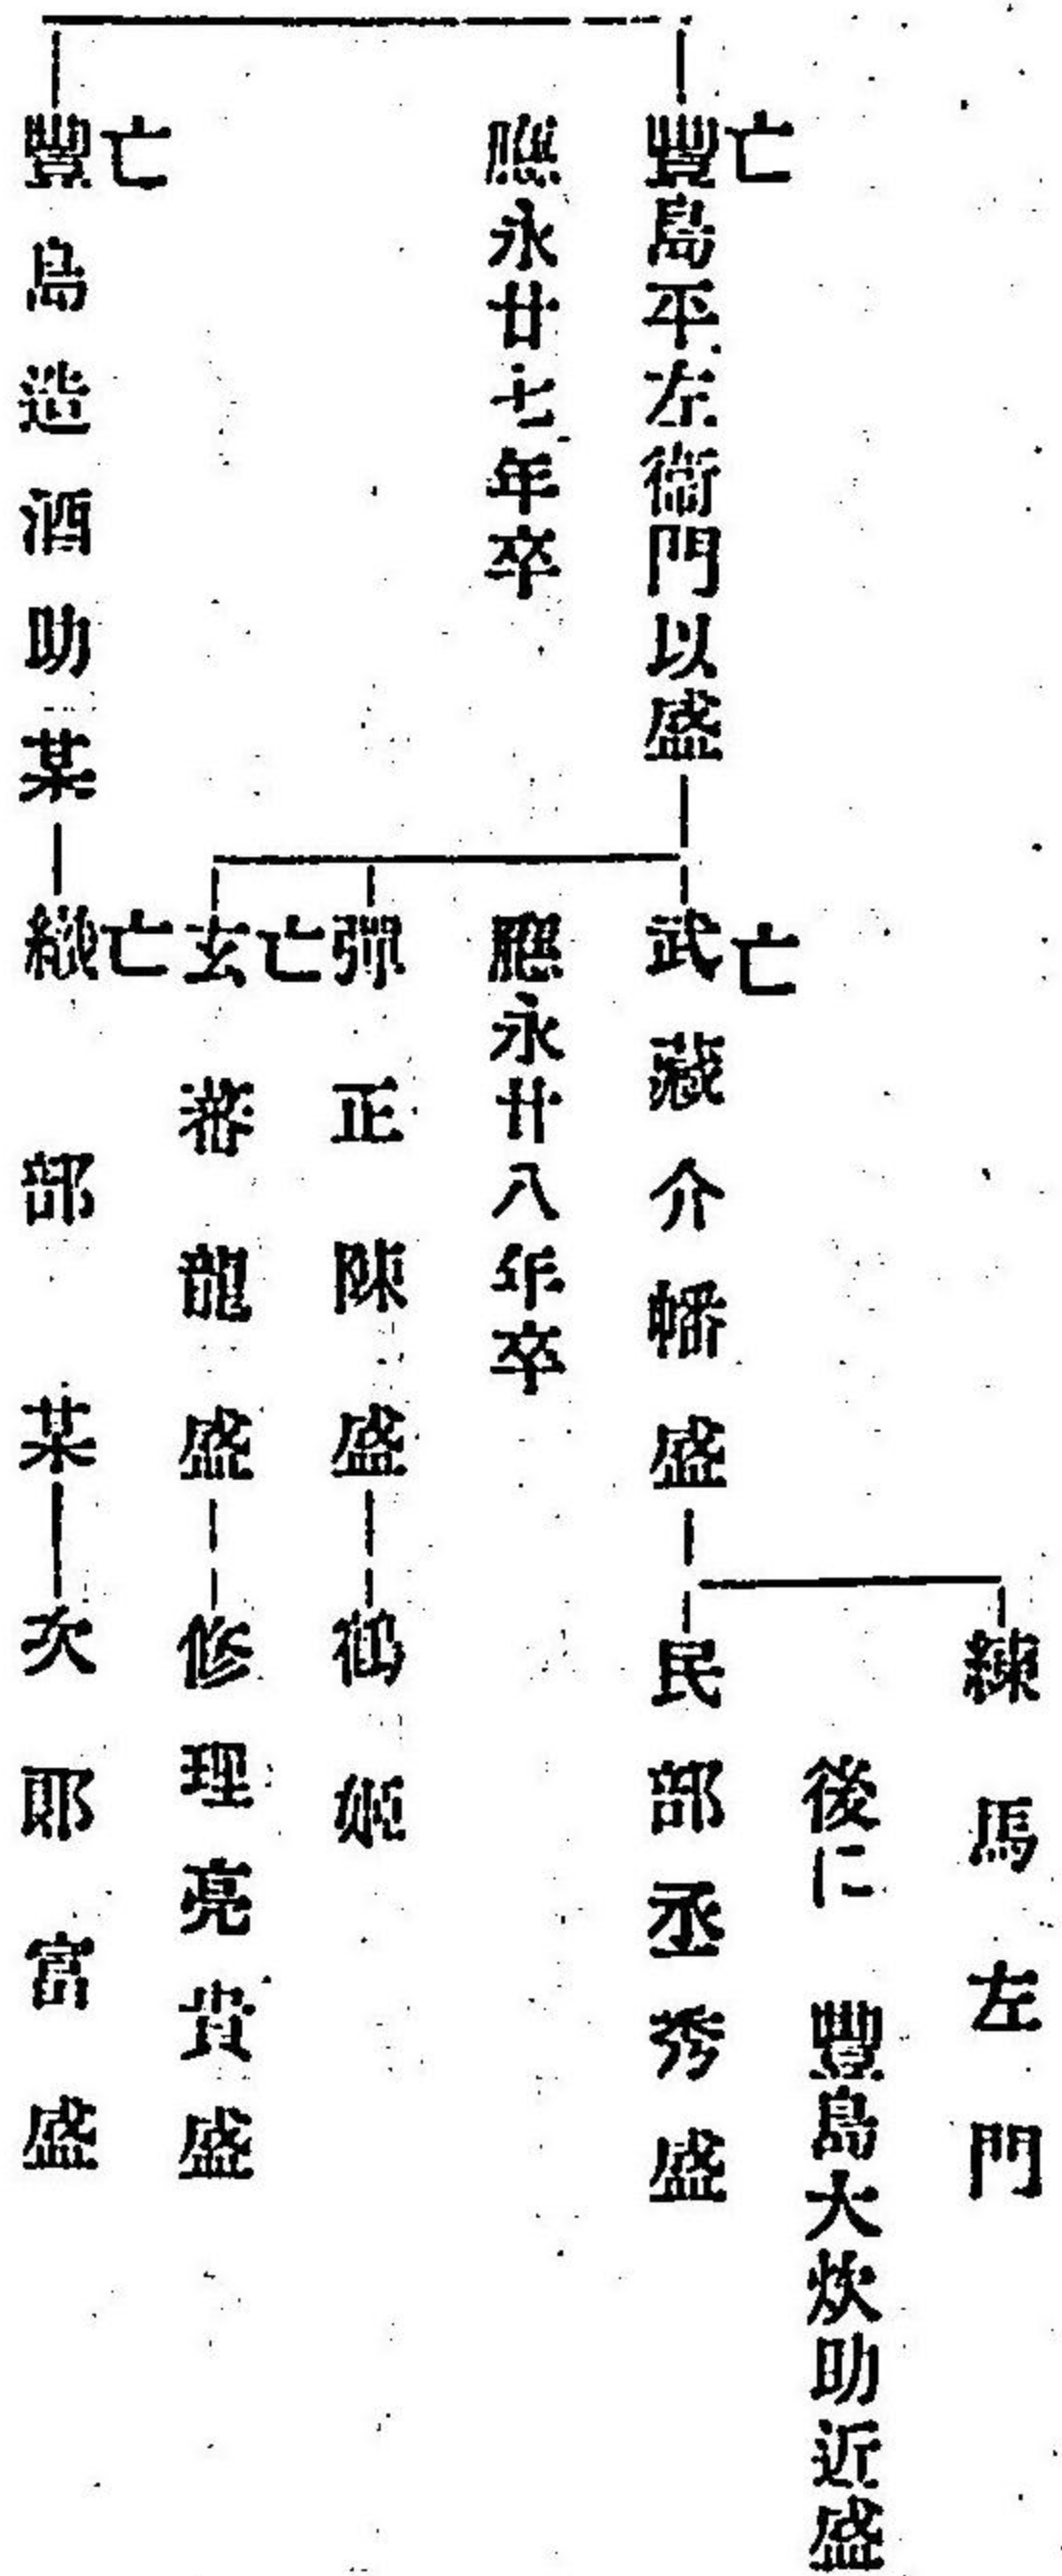 亡
豐島平左衞門以盛
應永廿七年卒
亡
豐島造酒助某
亡
武藏介幡盛
應永廿八年卒
彈正陳盛
亡
玄蕃龍盛
亡
織部某
練馬左門
後に 豐島大炊助近盛
民部丞秀盛
鶴姬
修理亮貴盛
次郎富盛